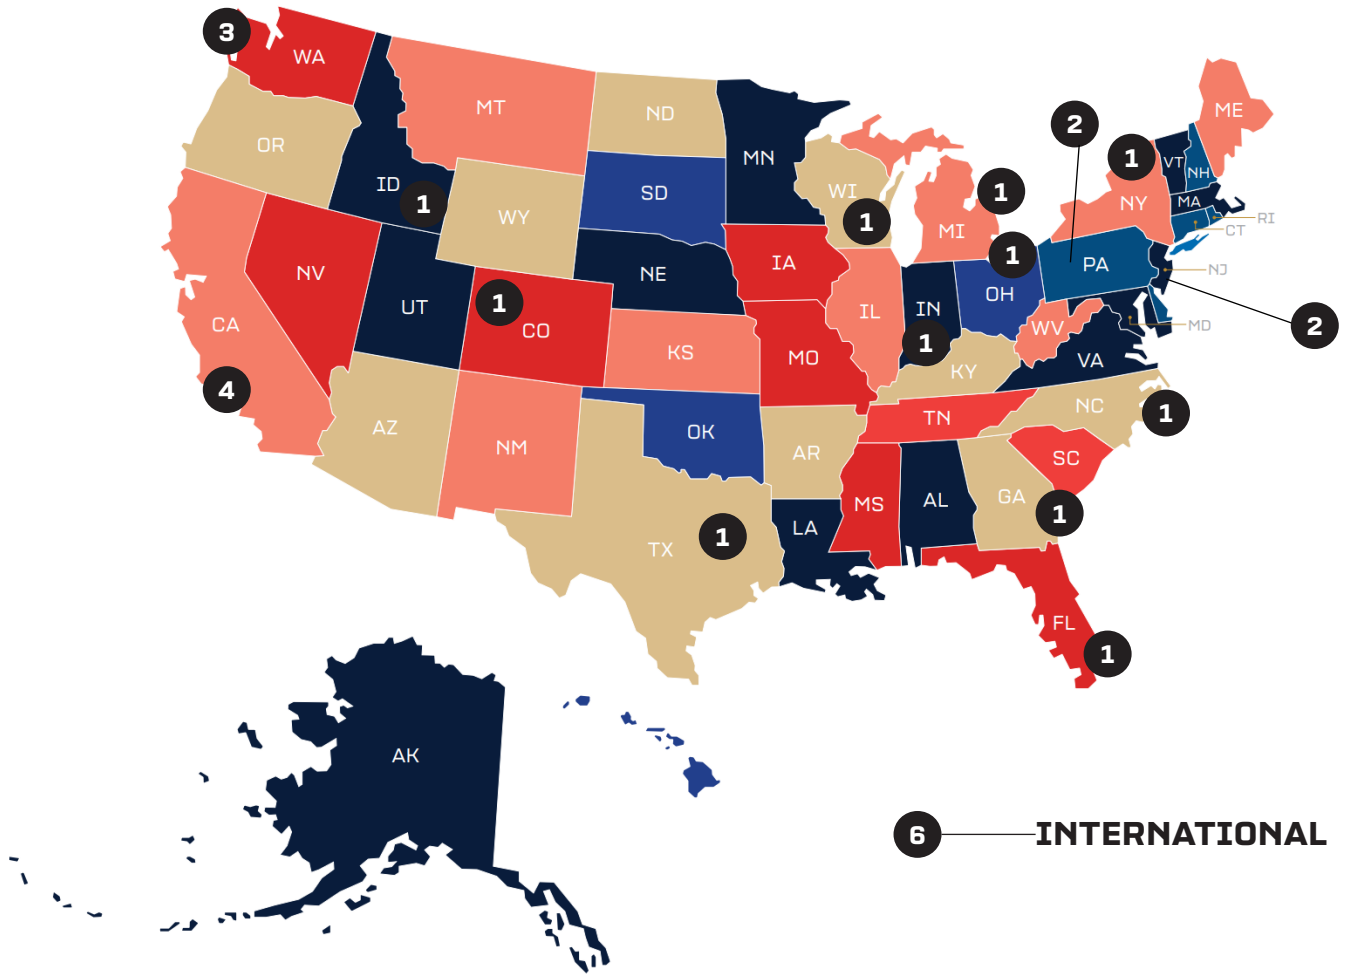 3
WA
MT
ND
MN
OR
ID
1
WY
SD
WI
1
MI
1
2
1
NY
VT
NH
ME
MA
RI
CT
NV
UT
NE
IA
1
OH
PA
NJ
CA
1
CO
KS
MO
IL
IN
1
WV
VA
MD
2
4
AZ
NM
OK
AR
KY
TN
NC
1
SC
TX
1
LA
MS
AL
GA
1
FL
1
AK
6
INTERNATIONAL